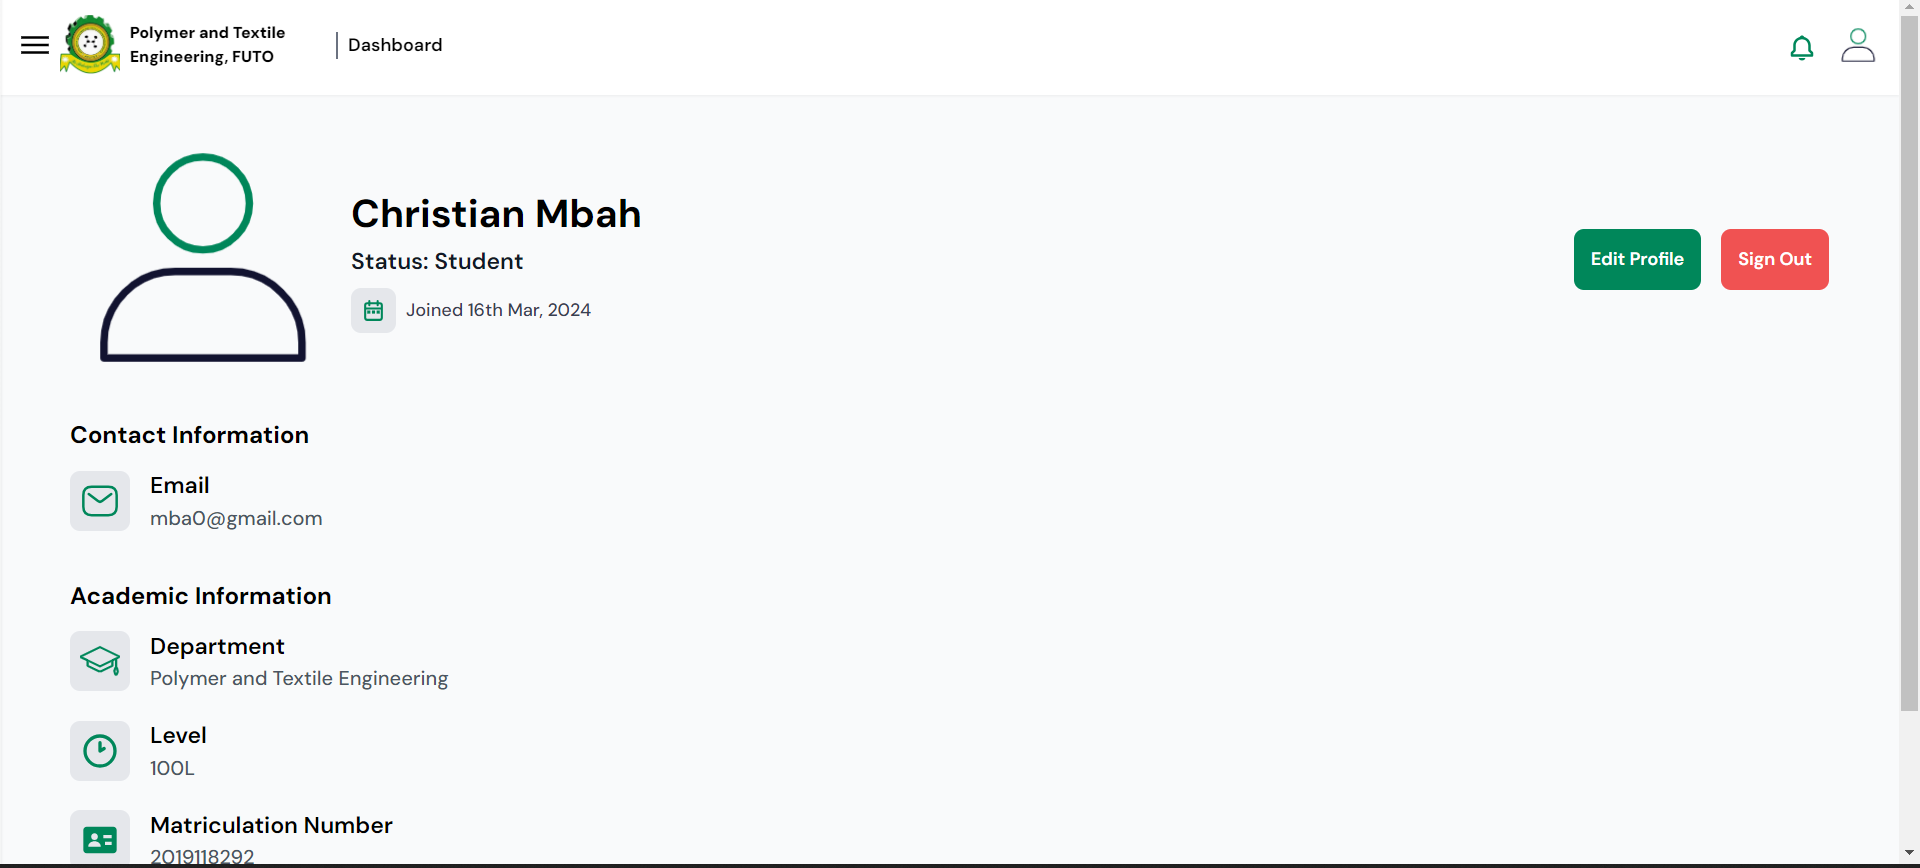 Polymer and Textile
Engineering, FUTO
Dashboard
Christian Mbah
Status: Student
Joined 16th Mar, 2024
Edit Profile
Sign Out
Contact Information
Email
mba0@gmail.com
Academic Information
Department
Polymer and Textile Engineering
Level
100L
Matriculation Number
2019118292